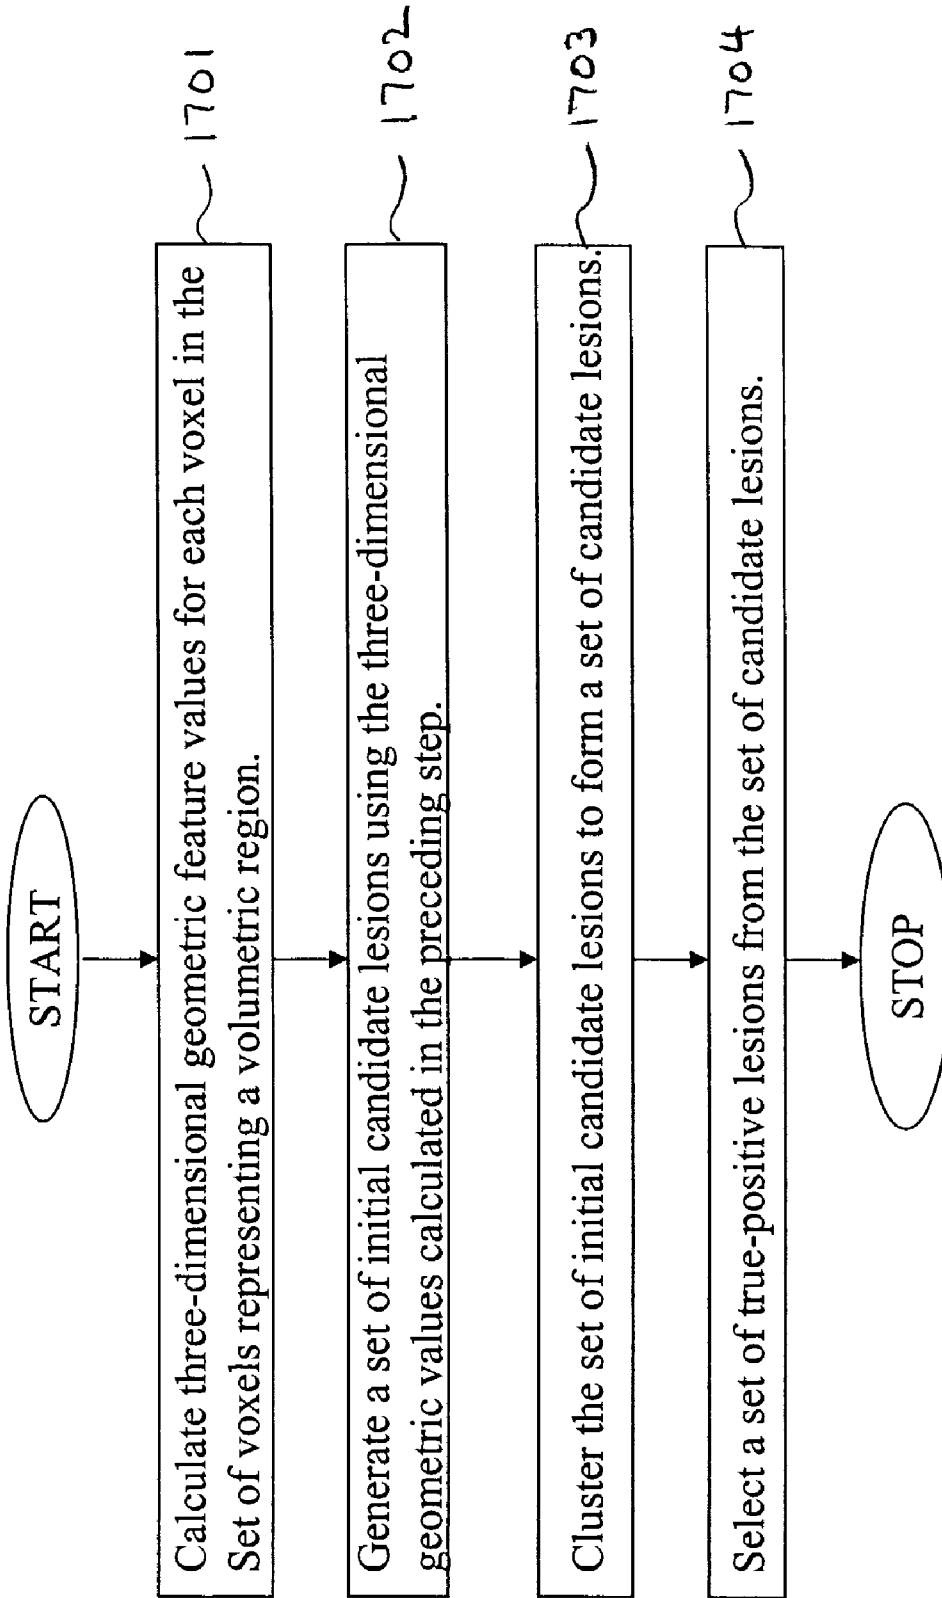 START
Calculate three-dimensional geometric feature values for each voxel in the
Set of voxels representing a volumetric region.
1701
Generate a set of initial candidate lesions using the three-dimensional
geometric values calculated in the preceding step.
1702
Cluster the set of initial candidate lesions to form a set of candidate lesions.
1703
Select a set of true-positive lesions from the set of candidate lesions.
1704
STOP